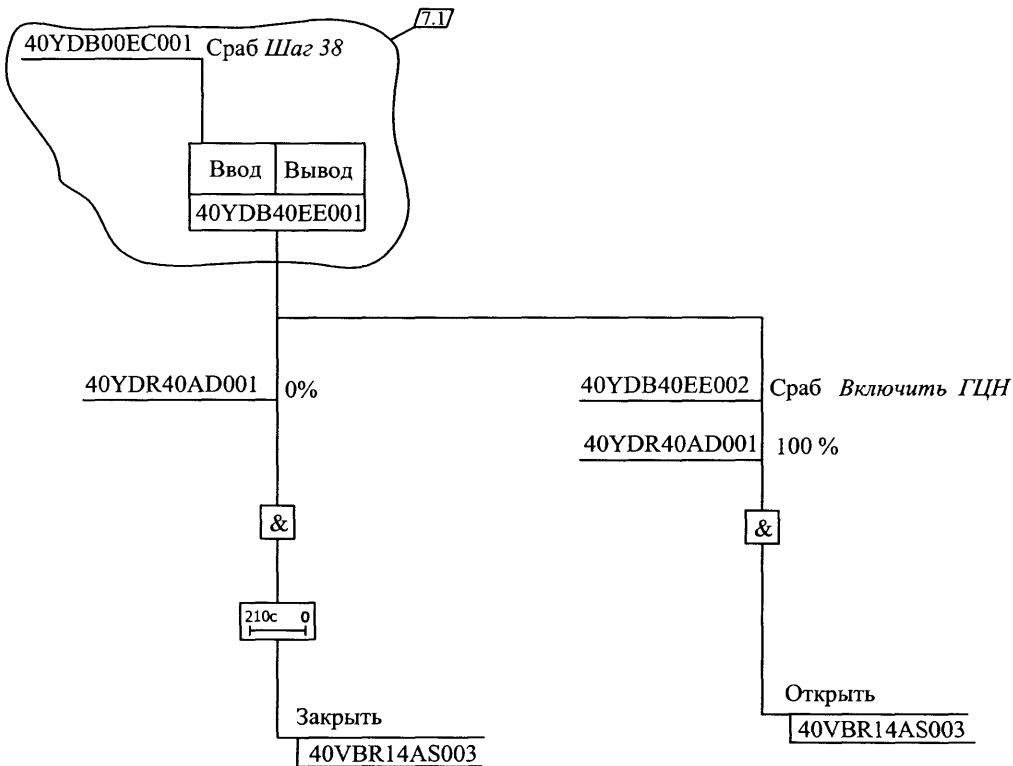 7.1
40YDB00EC001 Сраб Шаг 38
Ввод Вывод
40YDB40EE001
40YDR40AD001 0%
40YDB40EE002 Сраб Включить ГЦН
40YDR40AD001 100 %
& &
210с 0
Закрыть
40VBR14AS003
Открыть
40VBR14AS003